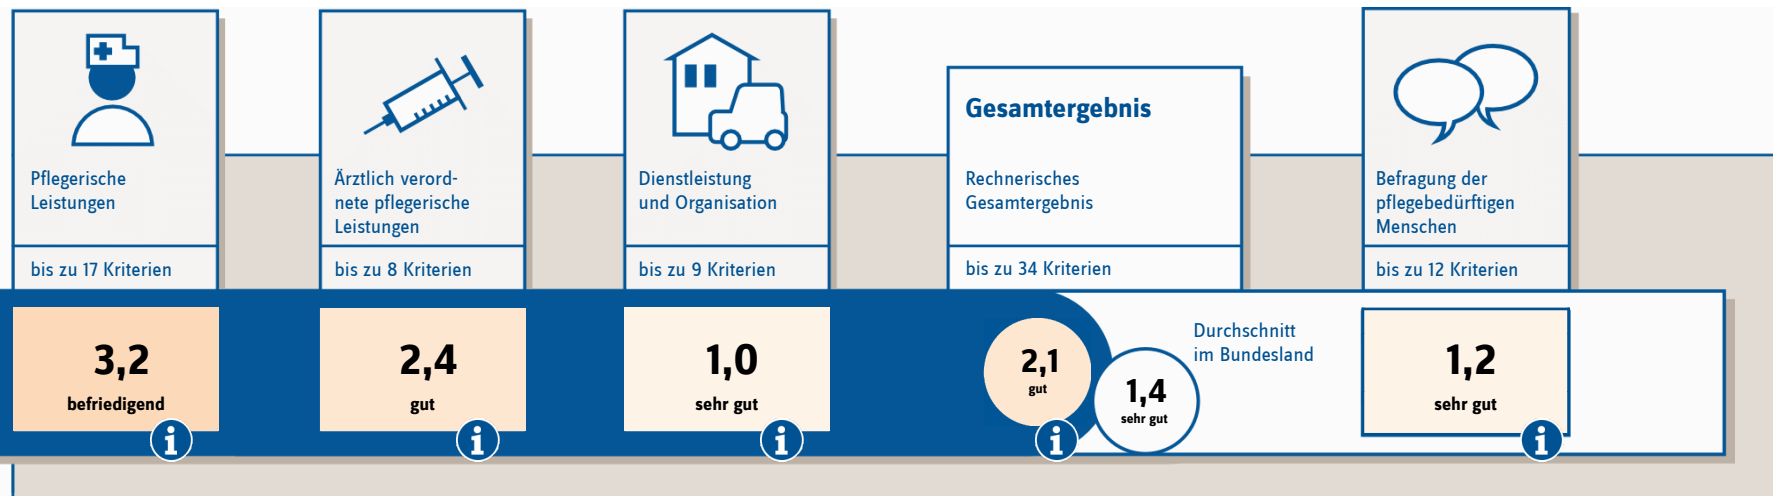 Pflegerische
Leistungen
bis zu 17 Kriterien
3,2
befriedigend
i
Ärztlich verord-
nete pflegerische
Leistungen
bis zu 8 Kriterien
2,4
gut
i
Dienstleistung
und Organisation
bis zu 9 Kriterien
1,0
sehr gut
i
Gesamtergebnis
Rechnerisches
Gesamtergebnis
bis zu 34 Kriterien
2,1
gut
i
1,4
sehr gut
Durchschnitt
im Bundesland
Befragung der
pflegebedürftigen
Menschen
bis zu 12 Kriterien
1,2
sehr gut
i